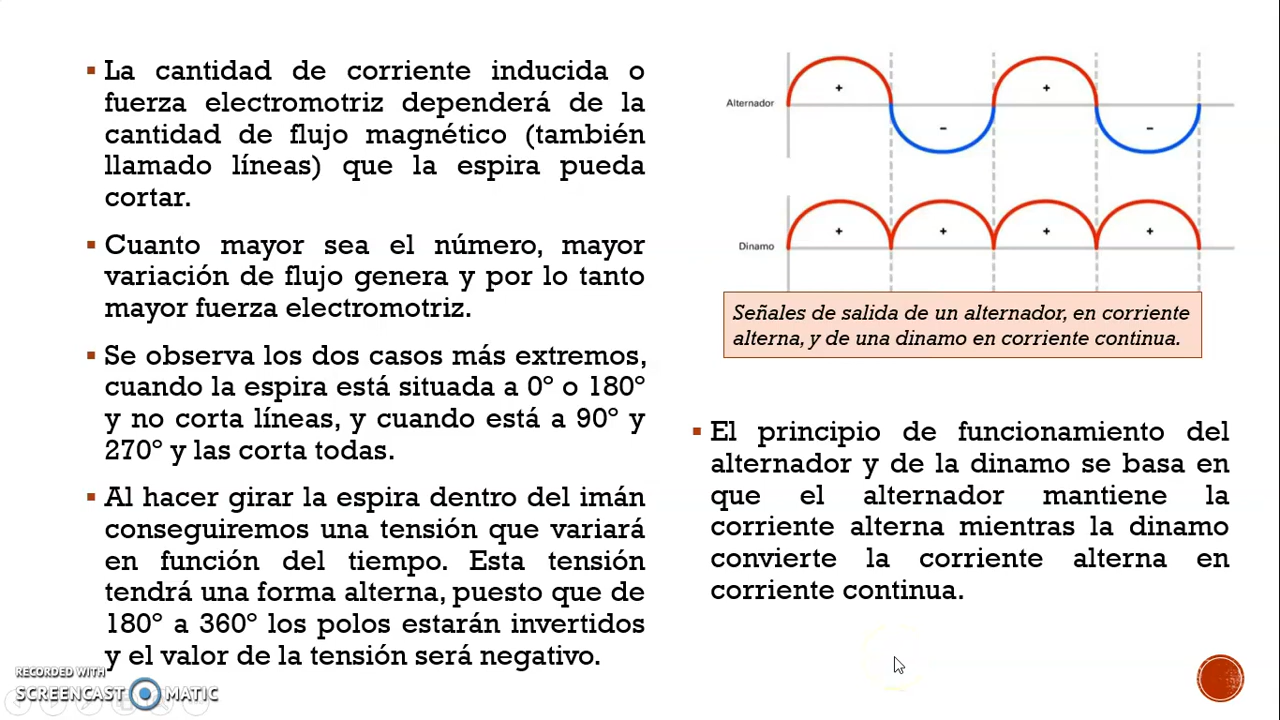 La cantidad de corriente inducida o
fuerza electromotriz dependerá de la
cantidad de flujo magnético (también
llamado líneas) que la espira pueda
cortar.
Cuanto mayor sea el número, mayor
variación de flujo genera y por lo tanto
mayor fuerza electromotriz.
Se observa los dos casos más extremos,
cuando la espira está situada a 0º o 180º
y no corta líneas, y cuando está a 90º y
270º y las corta todas.
Al hacer girar la espira dentro del imán
conseguiremos una tensión que variará
en función del tiempo. Esta tensión
tendrá una forma alterna, puesto que de
180º a 360º los polos estarán invertidos
y el valor de la tensión será negativo.
+ +
Alternador
- -
+ + + +
Dinamo
Señales de salida de un alternador, en corriente
alterna, y de una dinamo en corriente continua.
El principio de funcionamiento del
alternador y de la dinamo se basa en
que el alternador mantiene la
corriente alterna mientras la dinamo
convierte la corriente alterna en
corriente continua.
RECORDED WITH
SCREENCAST MATIC